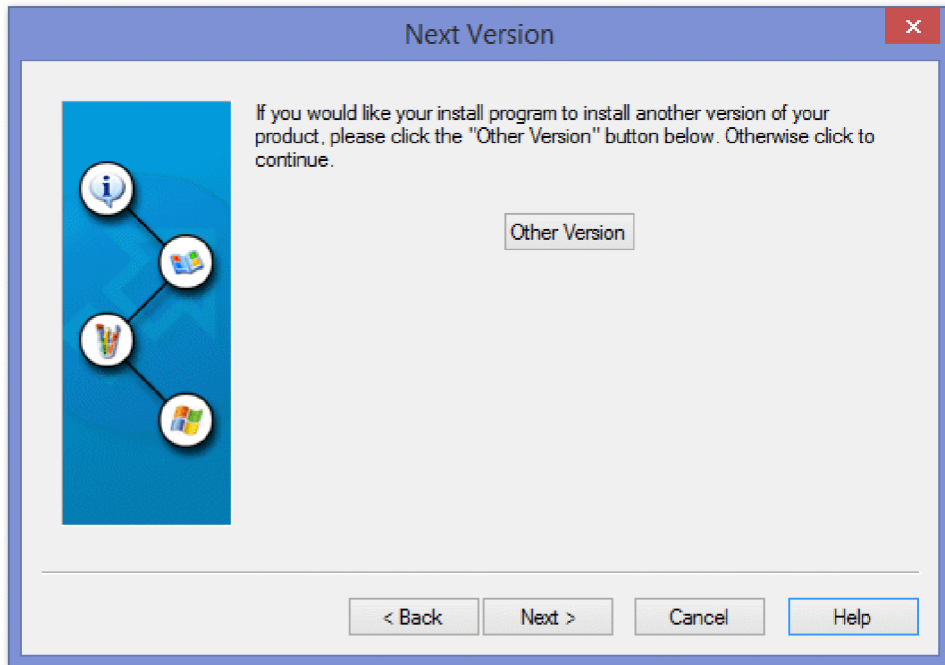 Next Version
If you would like your install program to install another version of your
product, please click the "Other Version" button below. Otherwise click to
continue.
Other Version
< Back
Next >
Cancel
Help